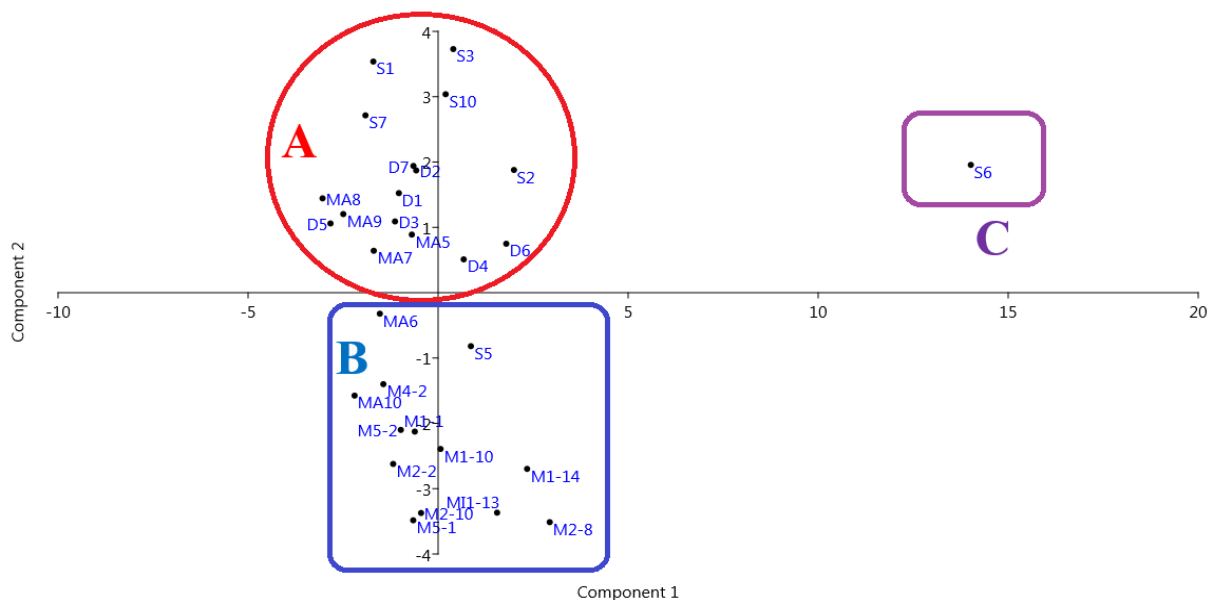 4
S3
S1
3
S10
S7
A
2
D7
D2
S2
S6
D1
MA8
MA9
D3
D5
1
MA5
C
D6
MA7
D4
Component 2
-10
-5
5
10
15
20
MA6
B
-1
S5
M4-2
MA10
M1-1
-2
M5-2
M1-10
M2-2
M1-14
-3
MI1-13
M2-10
M5-1
M2-8
-4
Component 1